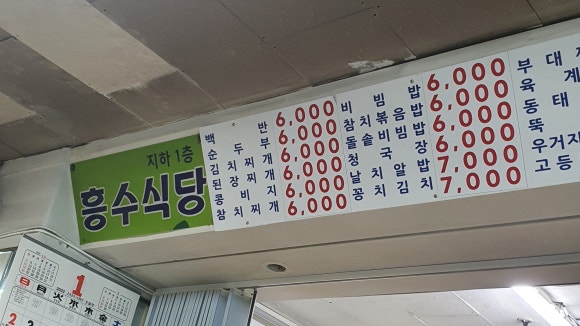 지하 1층
흥수식당
백 반 6,000
순 두 부 6,000
김 치 찌 개 6,000
된 장 찌 개 6,000
콩 비 지 6,000
참 치 찌 개 6,000
비 빔 밥 6,000
참 치 볶 음 밥 6,000
돌 솥 비 빔 밥 6,000
청 국 장 6,000
날 치 알 밥 7,000
꽁 치 김 치 7,000
부 대
육 계
동 태
뚝
우 거 지
고 등
1
日 月 火 水 木 金 土